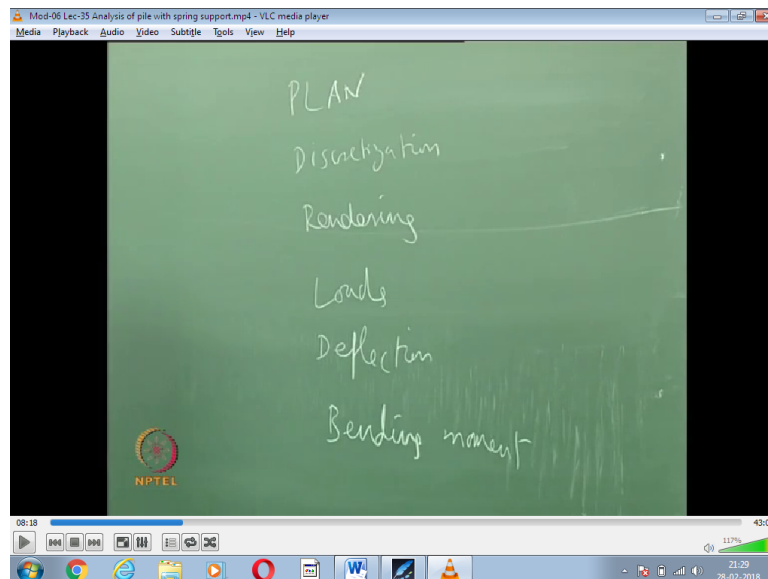 Mod-06 Lec-35 Analysis of pile with spring support.mp4 - VLC media player
Media Playback Audio Video Subtitle Tools View Help
PLAN
Discretization
Rendering
Loads
Deflection
Bending moment
NPTEL
08:18
117%
21:29
28-02-2018